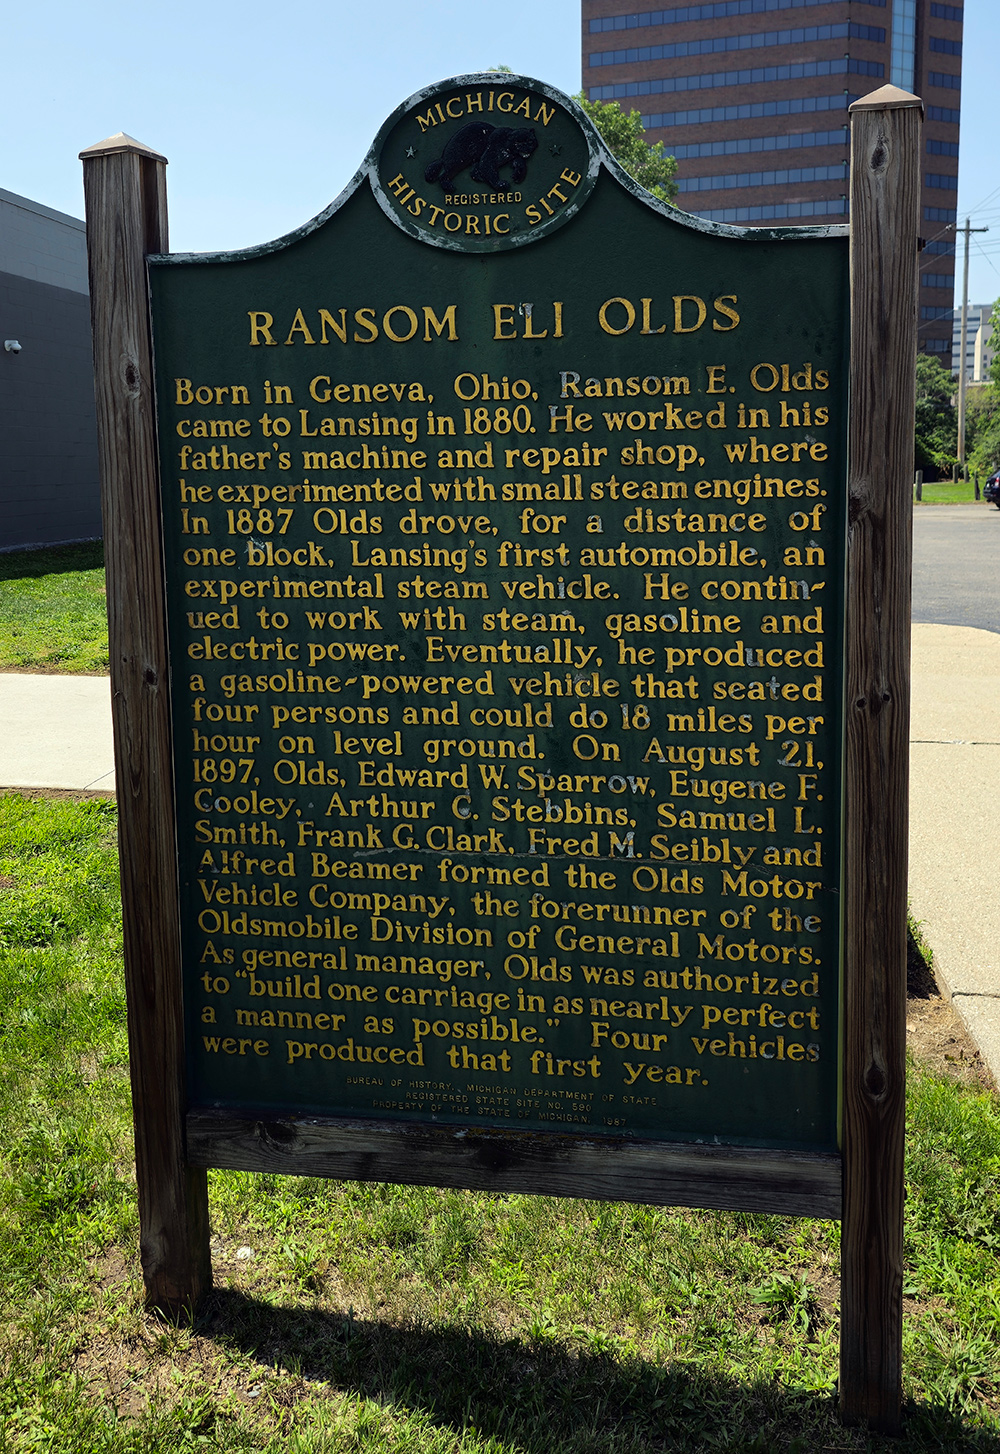 MICHIGAN
REGISTERED
HISTORIC SITE
RANSOM ELI OLDS
Born in Geneva, Ohio, Ransom E. Olds
came to Lansing in 1880. He worked in his
father's machine and repair shop, where
he experimented with small steam engines.
In 1887 Olds drove, for a distance of
one block, Lansing's first automobile, an
experimental steam vehicle. He contin-
ued to work with steam, gasoline and
electric power. Eventually, he produced
a gasoline-powered vehicle that seated
four persons and could do 18 miles per
hour on level ground. On August 21,
1897, Olds, Edward W. Sparrow, Eugene F.
Cooley, Arthur C. Stebbins, Samuel L.
Smith, Frank G. Clark, Fred M. Seibly and
Alfred Beamer formed the Olds Motor
Vehicle Company, the forerunner of the
Oldsmobile Division of General Motors.
As general manager, Olds was authorized
to "build one carriage in as nearly perfect
a manner as possible." Four vehicles
were produced that first year.
BUREAU OF HISTORY, MICHIGAN DEPARTMENT OF STATE
REGISTERED STATE SITE NO. 590
PROPERTY OF THE STATE OF MICHIGAN, 1987